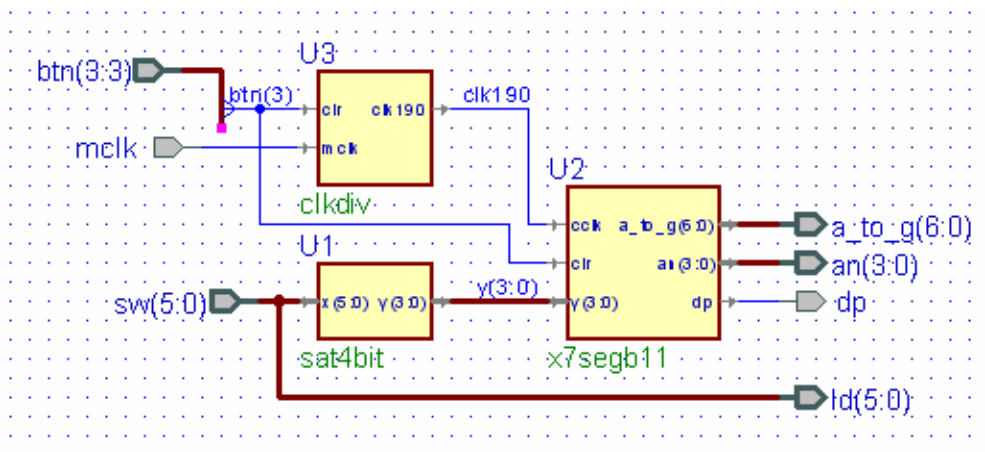 U3
btn(3:3)
btn(3)
clk190
clr clk190
mclk
mclk
clkdiv
U2
cclk a_to_g(6:0)
a_to_g(6:0)
clr an(3:0)
an(3:0)
y(3:0) dp
dp
x7segb11
U1
sw(5:0)
x(5:0) y(3:0)
y(3:0)
sat4bit
ld(5:0)